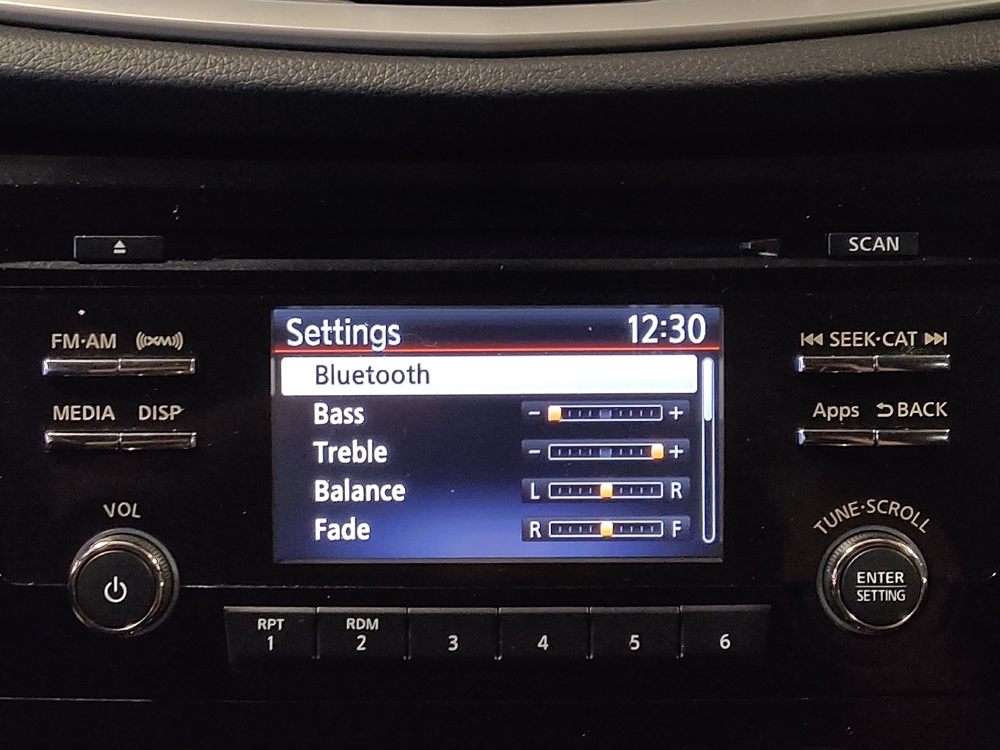 SCAN
FM·AM ((XM))
SEEK·CAT
MEDIA DISP
Apps BACK
VOL
TUNE·SCROLL
ENTER
SETTING
Settings 12:30
Bluetooth
Bass - +
Treble - +
Balance L R
Fade R F
RPT RDM
1 2 3 4 5 6